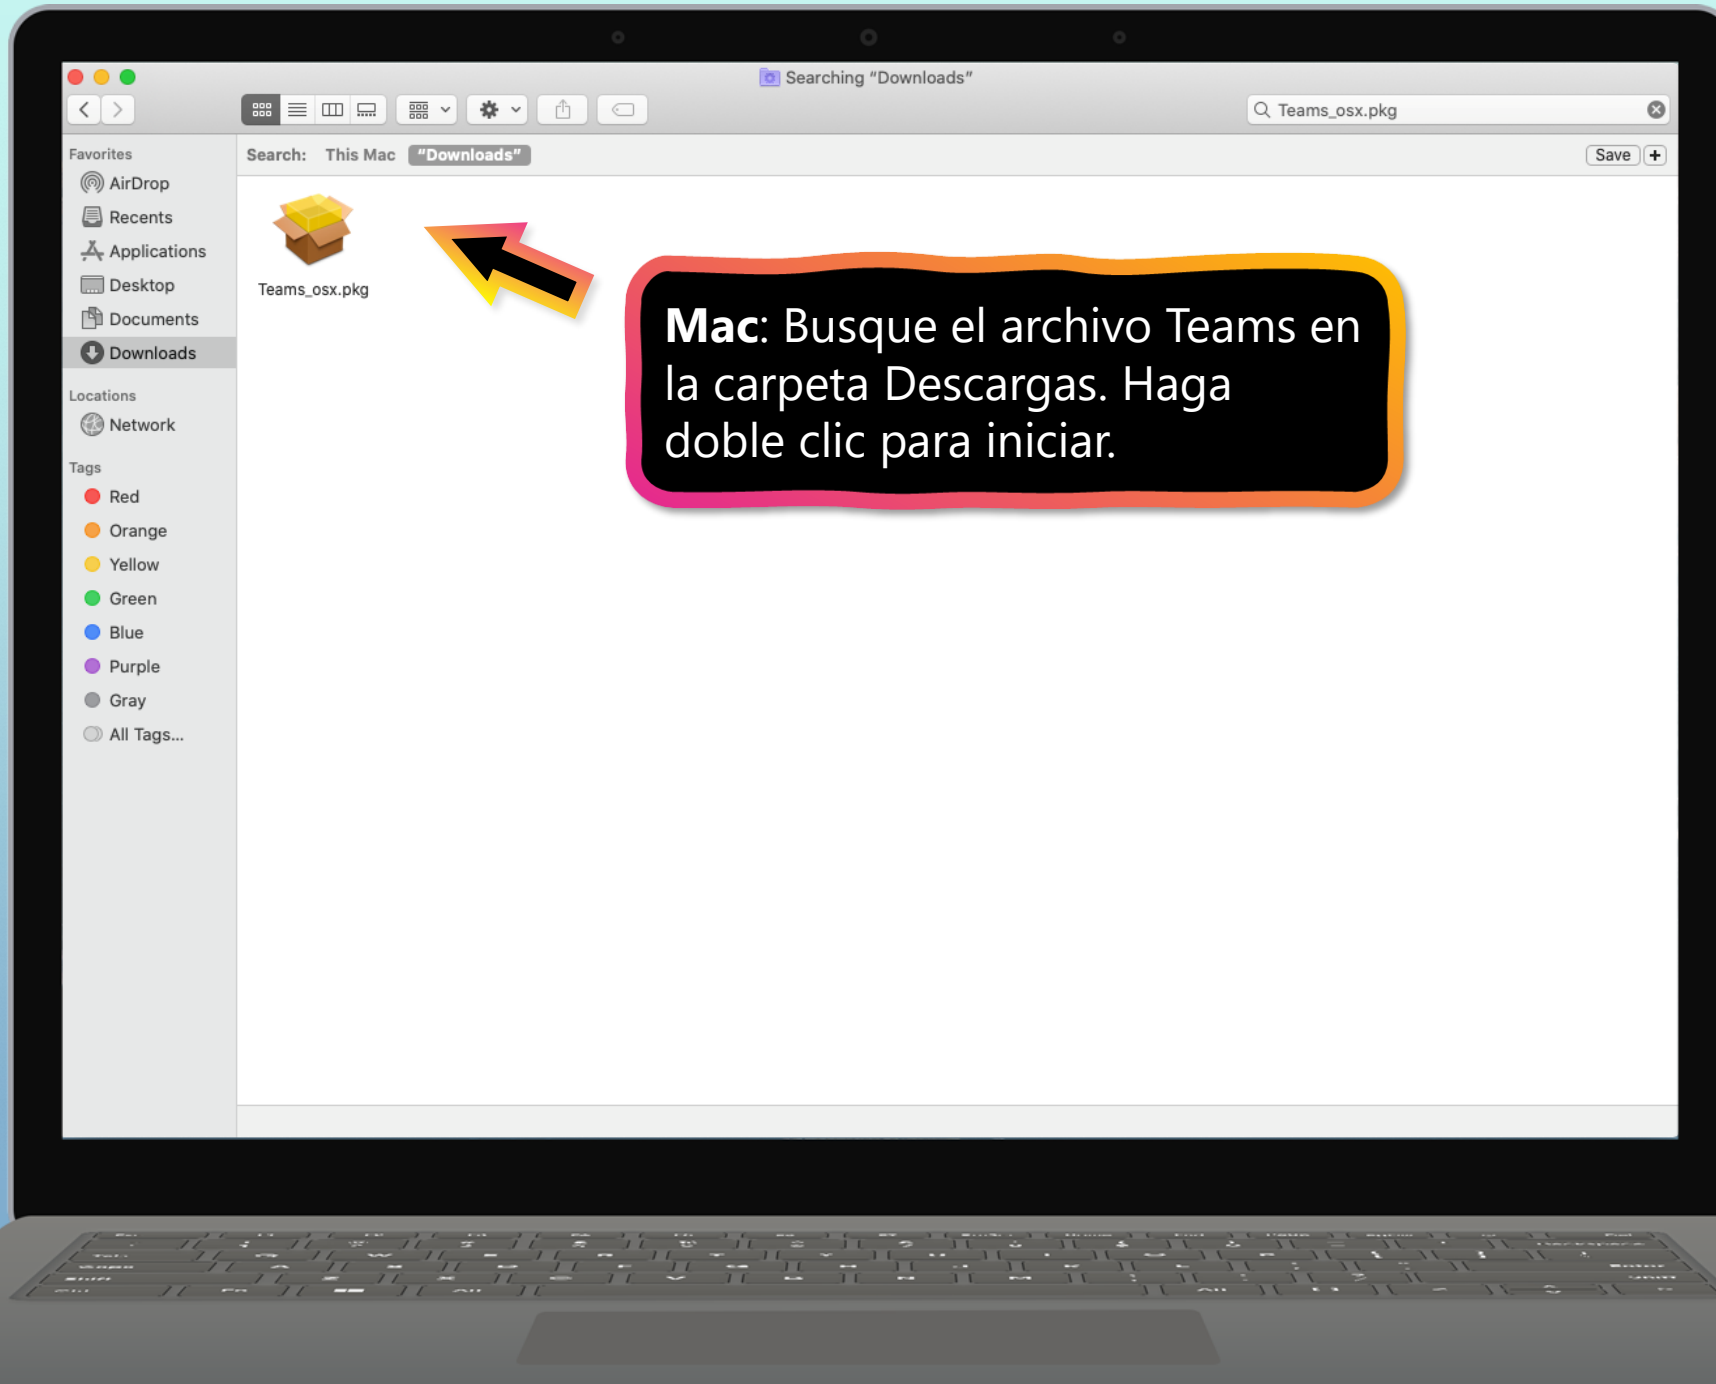 Searching “Downloads”
Teams_osx.pkg
Favorites
AirDrop
Recents
Applications
Desktop
Documents
Downloads
Locations
Network
Tags
Red
Orange
Yellow
Green
Blue
Purple
Gray
All Tags...
Search: This Mac “Downloads” Save +
Teams_osx.pkg
Mac: Busque el archivo Teams en
la carpeta Descargas. Haga
doble clic para iniciar.